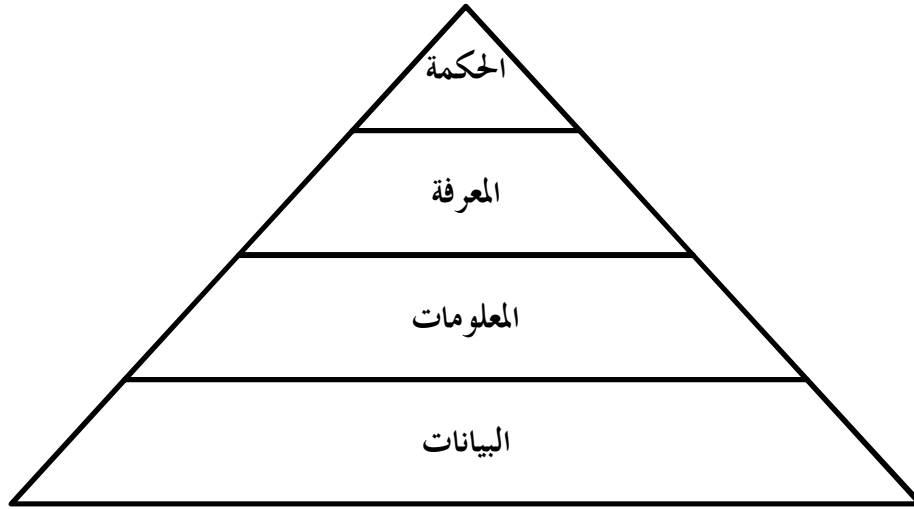 الحكمة
المعرفة
المعلومات
البيانات